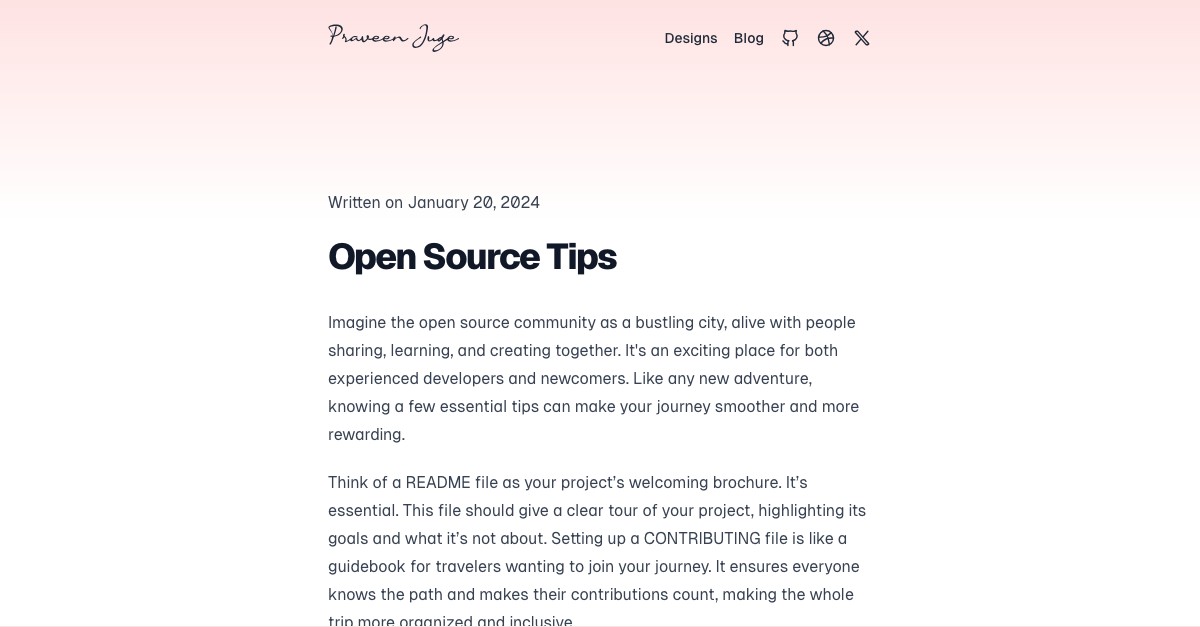 Praveen Juge
Designs Blog
Written on January 20, 2024
Open Source Tips
Imagine the open source community as a bustling city, alive with people
sharing, learning, and creating together. It's an exciting place for both
experienced developers and newcomers. Like any new adventure,
knowing a few essential tips can make your journey smoother and more
rewarding.
Think of a README file as your project’s welcoming brochure. It’s
essential. This file should give a clear tour of your project, highlighting its
goals and what it’s not about. Setting up a CONTRIBUTING file is like a
guidebook for travelers wanting to join your journey. It ensures everyone
knows the path and makes their contributions count, making the whole
trip more organized and inclusive.